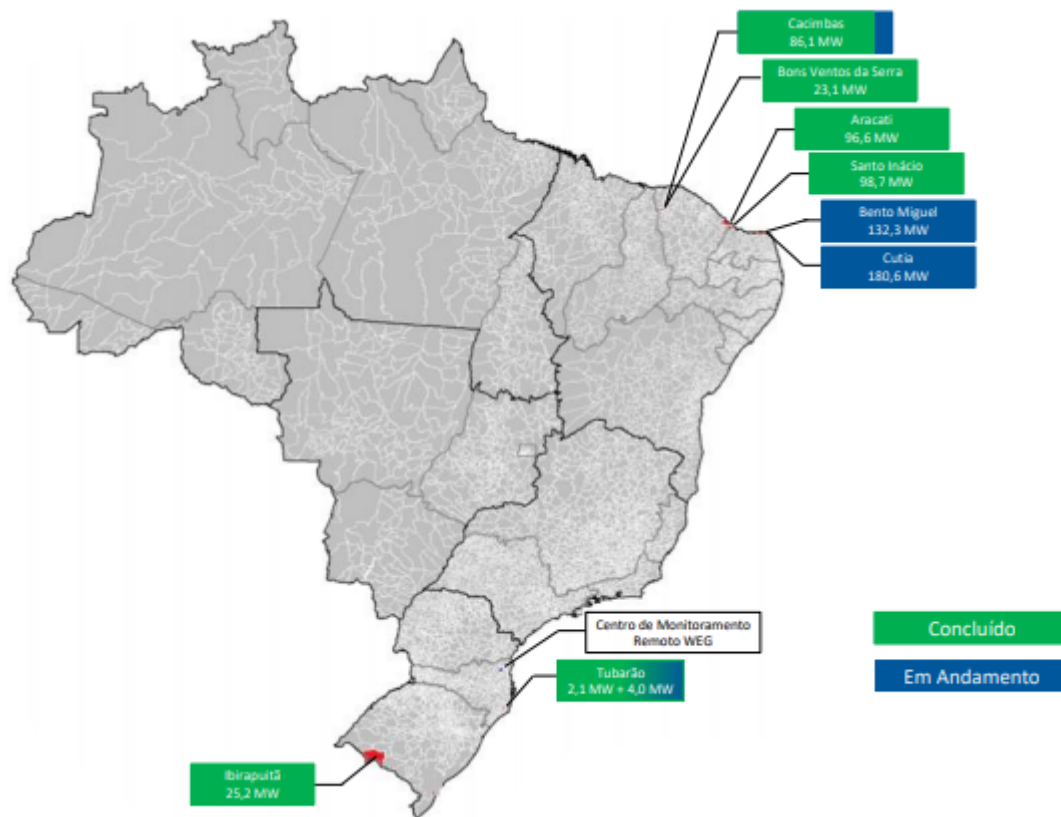 Cacimbas
86,1 MW
Bons Ventos da Serra
23,1 MW
Aracati
96,6 MW
Santo Inácio
98,7 MW
Bento Miguel
132,3 MW
Cutia
180,6 MW
Centro de Monitoramento
Remoto WEG
Concluído
Tubarão
2,1 MW + 4,0 MW
Em Andamento
Ibirapuitã
25,2 MW